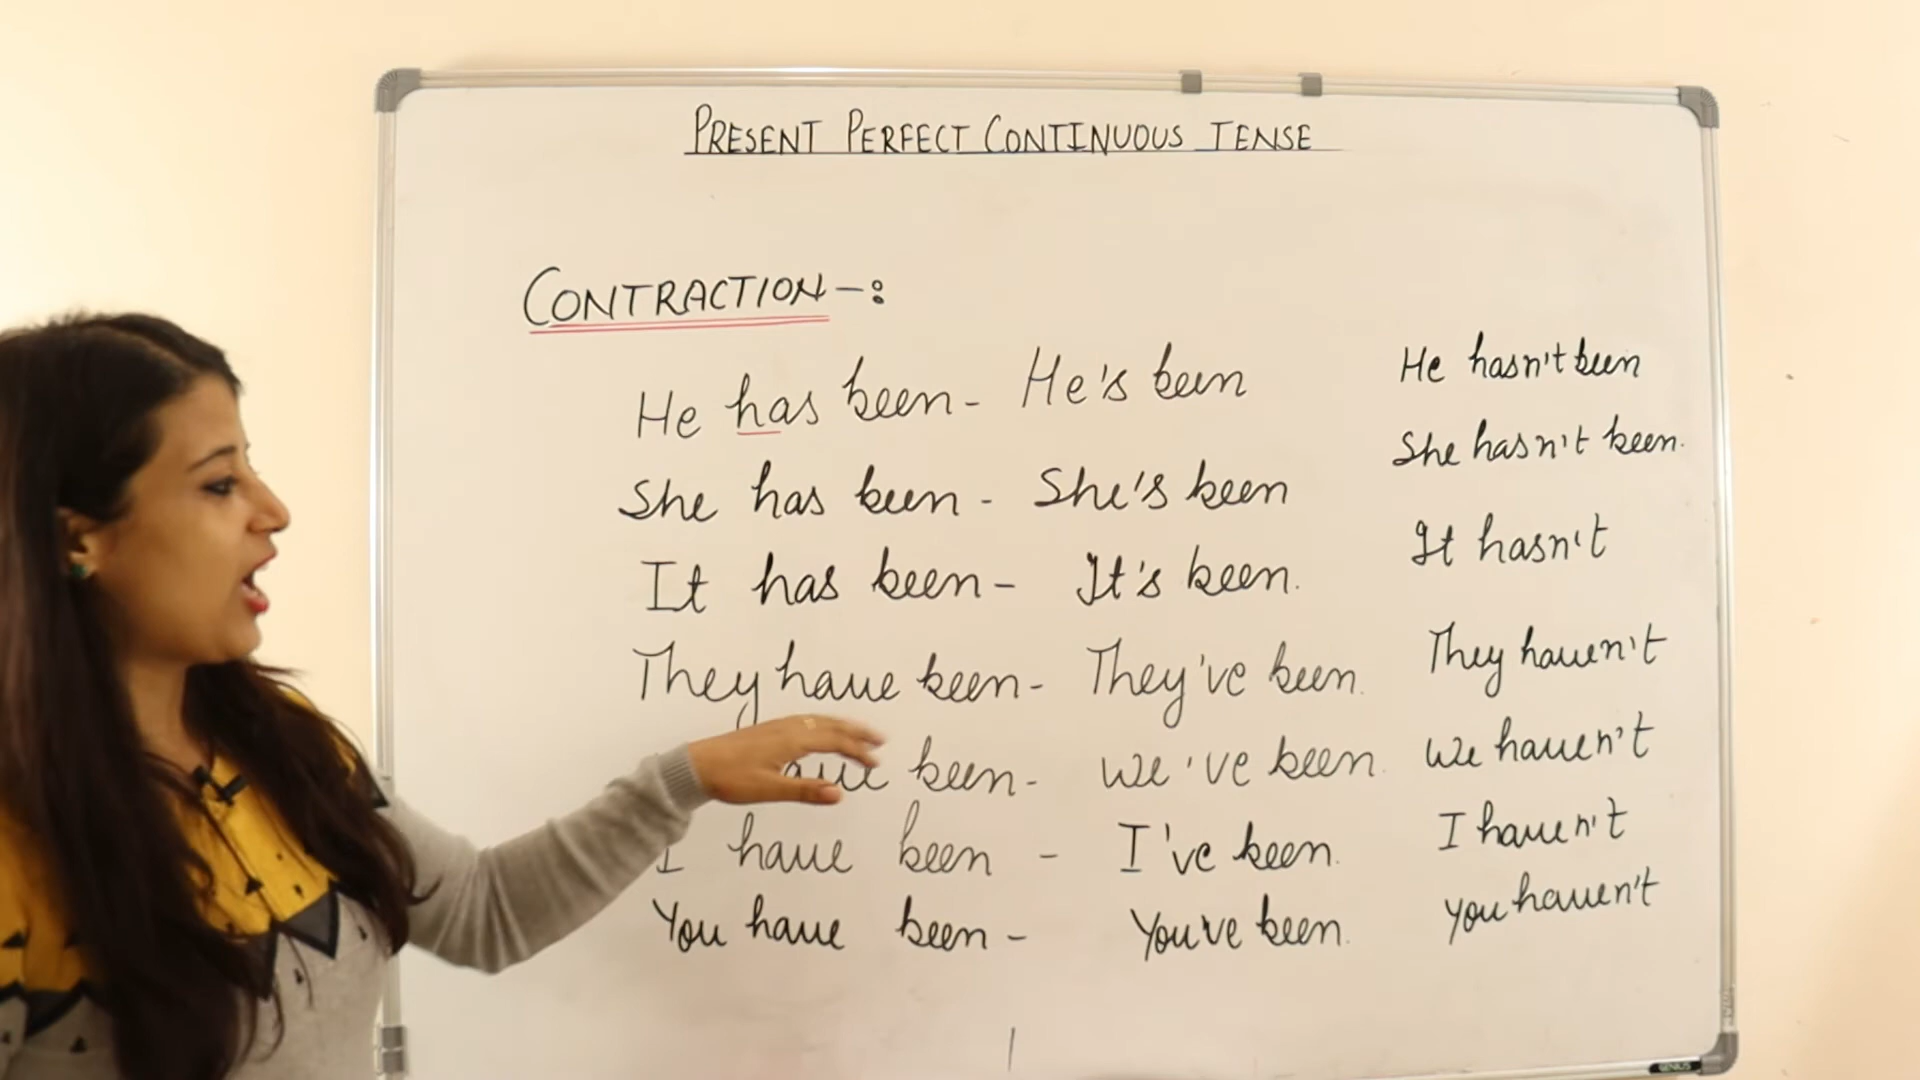 PRESENT PERFECT CONTINUOUS TENSE
CONTRACTION-:
He has been - He's been He hasn't been
She has been - She's been She hasn't been.
It has been - It's been. It hasn't
They have been - They've been. They haven't
been - We've been. We haven't
I have been - I've been. I haven't
You have been - You've been. You haven't
GENIUS